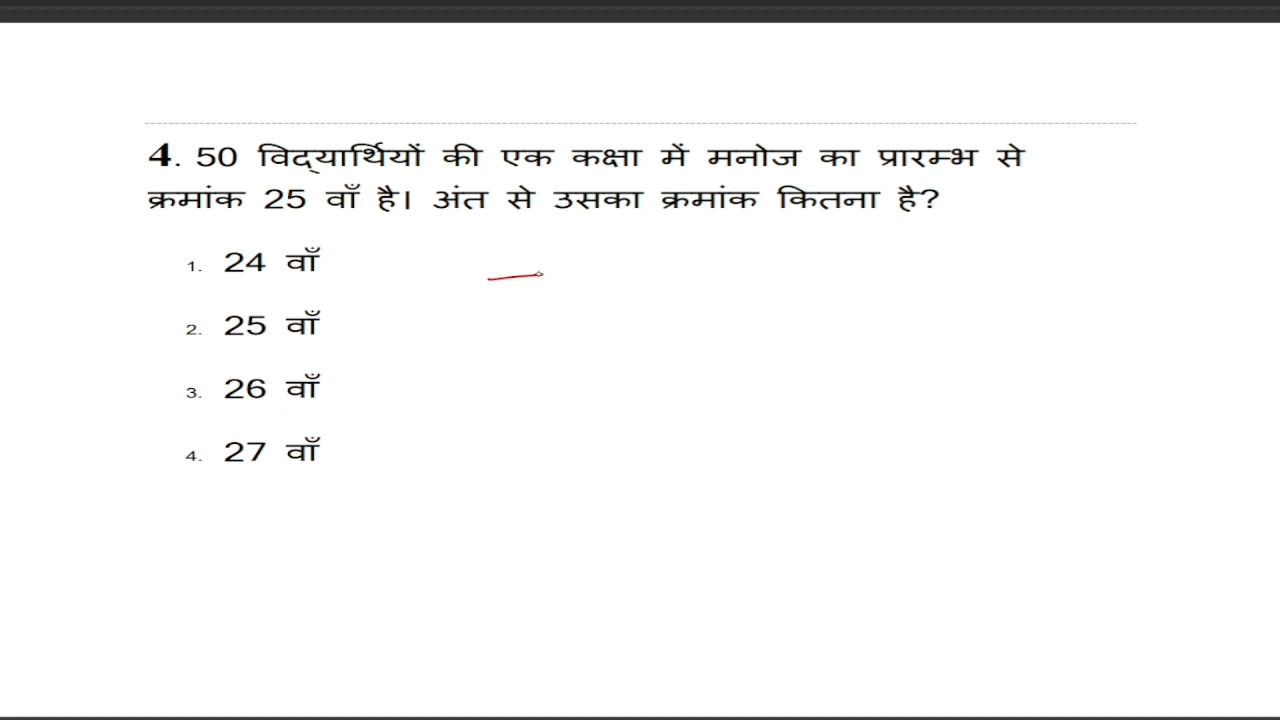 4. 50 विद्यार्थियों की एक कक्षा में मनोज का प्रारम्भ से
क्रमांक 25 वाँ है। अंत से उसका क्रमांक कितना है?
1. 24 वाँ
2. 25 वाँ
3. 26 वाँ
4. 27 वाँ